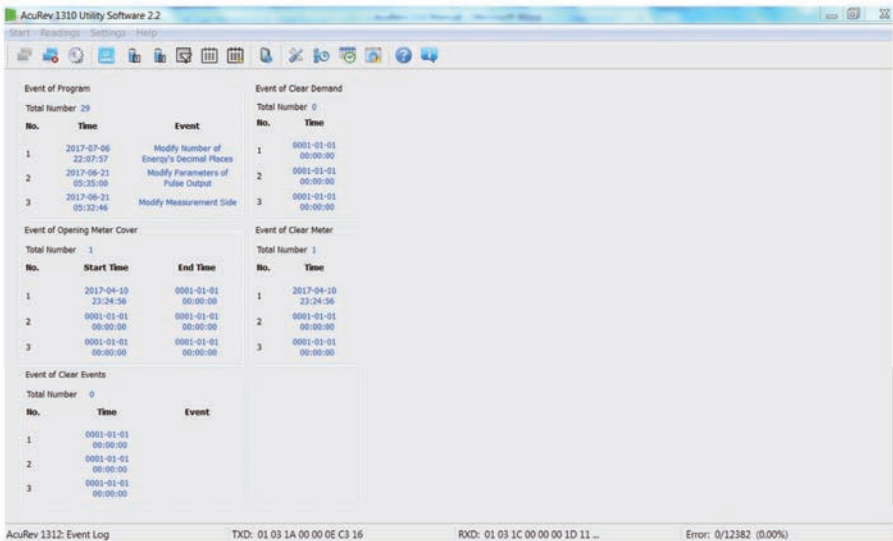 AcuRev 1310 Utility Software 2.2
Start Readings Settings Help
Event of Program
Total Number 29
No. Time Event
1 2017-07-06 22:07:57 Modify Number of Energy's Decimal Places
2 2017-06-21 05:35:00 Modify Parameters of Pulse Output
3 2017-06-21 05:32:46 Modify Measurement Side
Event of Clear Demand
Total Number 0
No. Time
1 0001-01-01 00:00:00
2 0001-01-01 00:00:00
3 0001-01-01 00:00:00
Event of Opening Meter Cover
Total Number 1
No. Start Time End Time
1 2017-04-10 23:24:56 0001-01-01 00:00:00
2 0001-01-01 00:00:00 0001-01-01 00:00:00
3 0001-01-01 00:00:00 0001-01-01 00:00:00
Event of Clear Meter
Total Number 1
No. Time
1 2017-04-10 23:24:56
2 0001-01-01 00:00:00
3 0001-01-01 00:00:00
Event of Clear Events
Total Number 0
No. Time Event
1 0001-01-01 00:00:00
2 0001-01-01 00:00:00
3 0001-01-01 00:00:00
AcuRev 1312: Event Log TXD: 01 03 1A 00 00 0E C3 16 RXD: 01 03 1C 00 00 00 1D 11 ... Error: 0/12382 (0.00%)